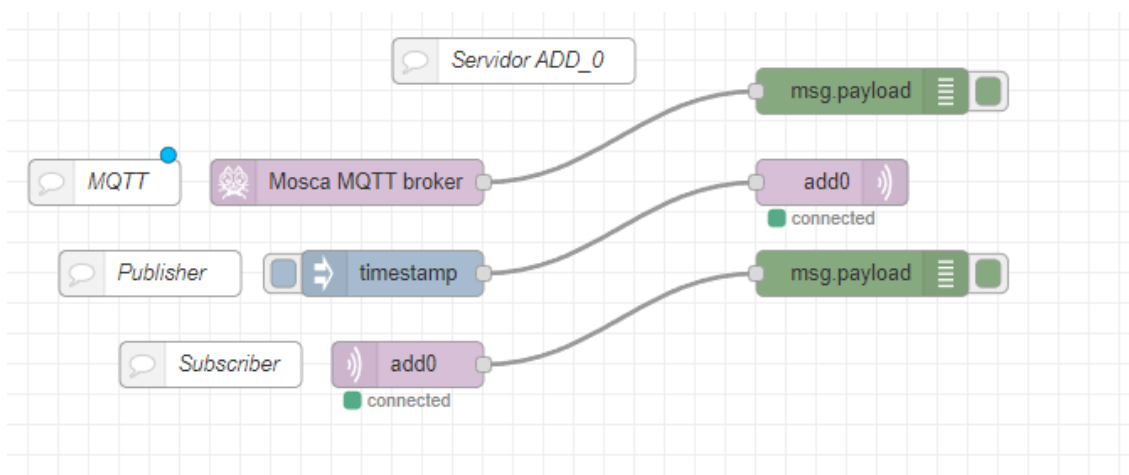 Servidor ADD_0
msg.payload
MQTT
Mosca MQTT broker
add0
connected
Publisher
timestamp
msg.payload
Subscriber
add0
connected